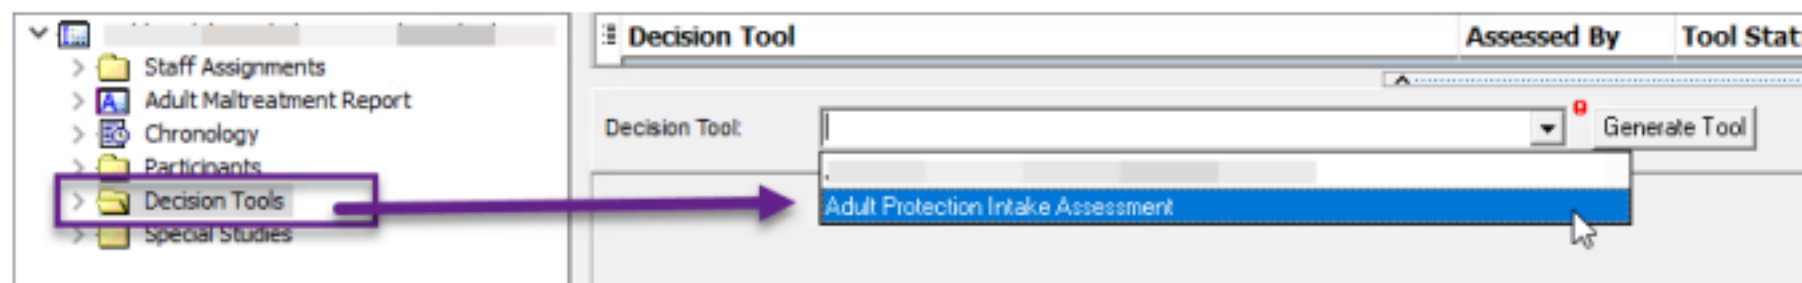 Staff Assignments
Adult Maltreatment Report
Chronology
Participants
Decision Tools
Special Studies
Decision Tool Assessed By Tool Stat
Decision Tool: Generate Tool
Adult Protection Intake Assessment